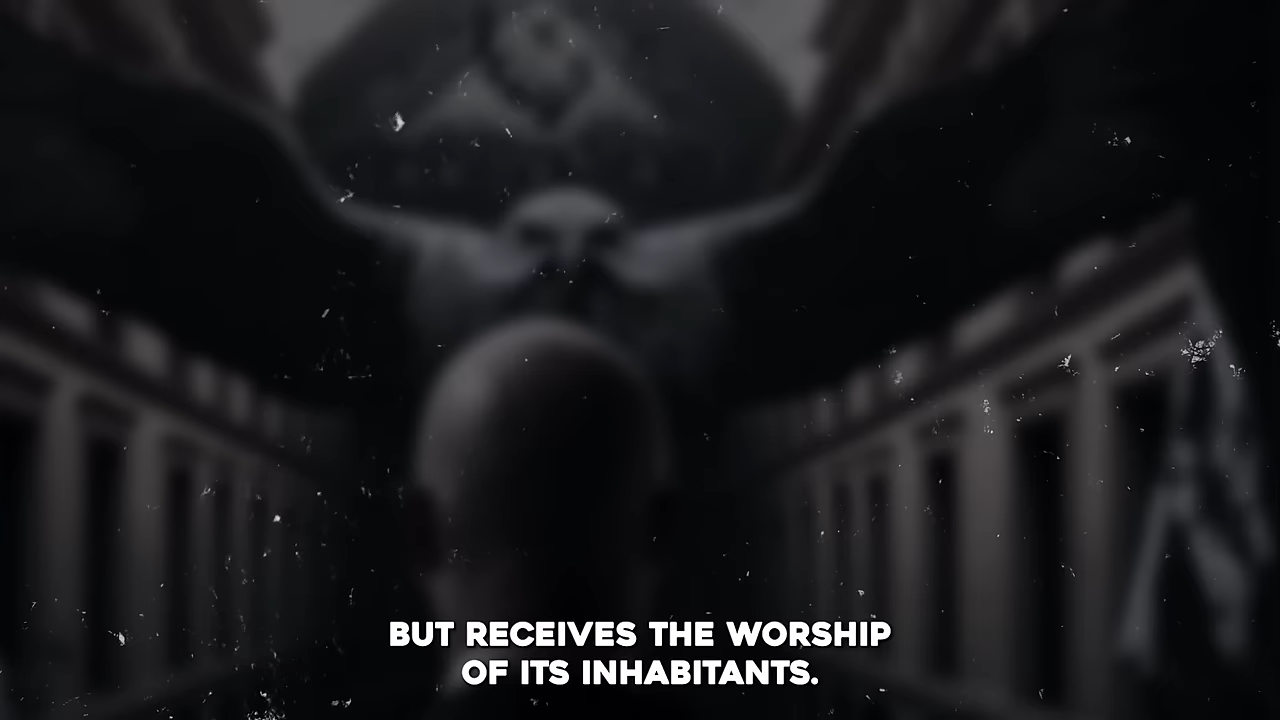 BUT RECEIVES THE WORSHIP
OF ITS INHABITANTS.